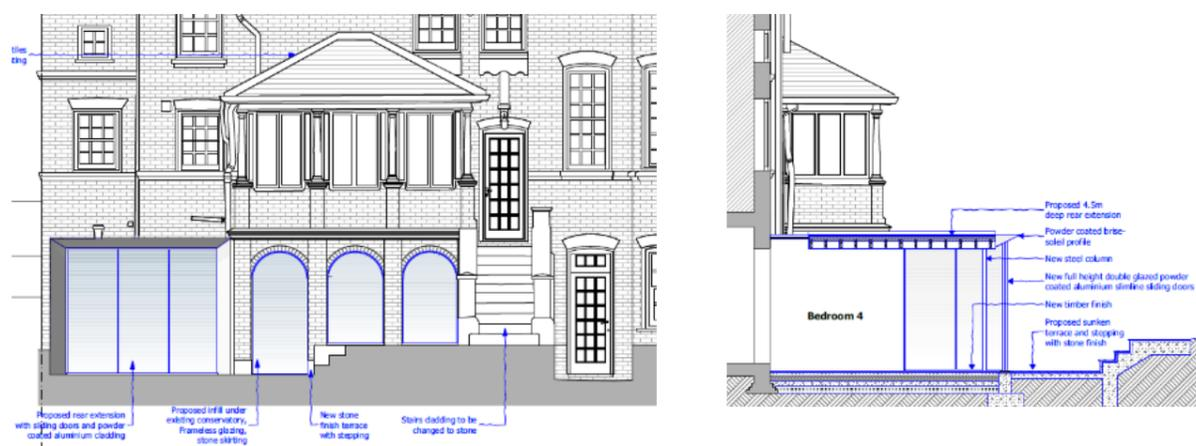 tiles
ting
Proposed rear extension
with sliding doors and powder
coated aluminium cladding
Proposed infill under
existing conservatory,
Frameless glazing,
stone skirting
New stone
finish terrace
with stepping
Stairs cladding to be
changed to stone
Proposed 4.5m
deep rear extension
Powder coated brise-
soleil profile
New steel column
New full height double glazed powder
coated aluminium slimline sliding doors
New timber finish
Proposed sunken
terrace and stepping
with stone finish
Bedroom 4